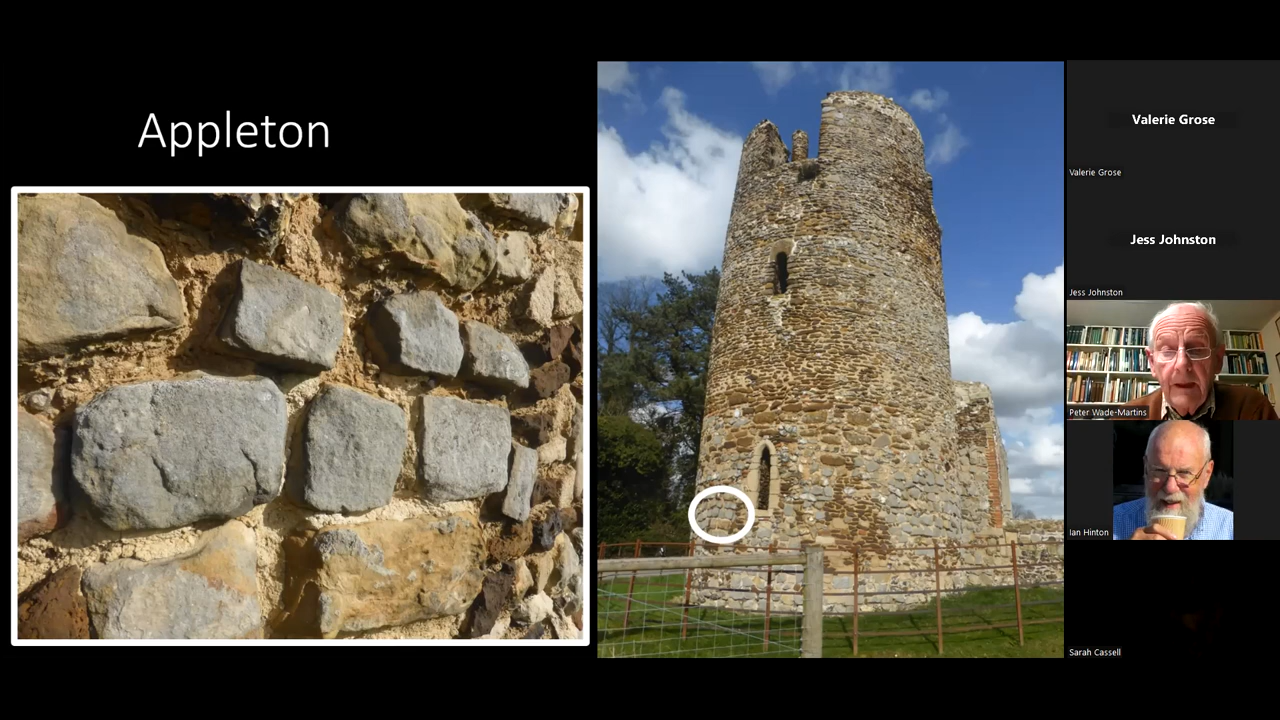 Appleton
Valerie Grose
Valerie Grose
Jess Johnston
Jess Johnston
Peter Wade-Martins
Ian Hinton
Sarah Cassell